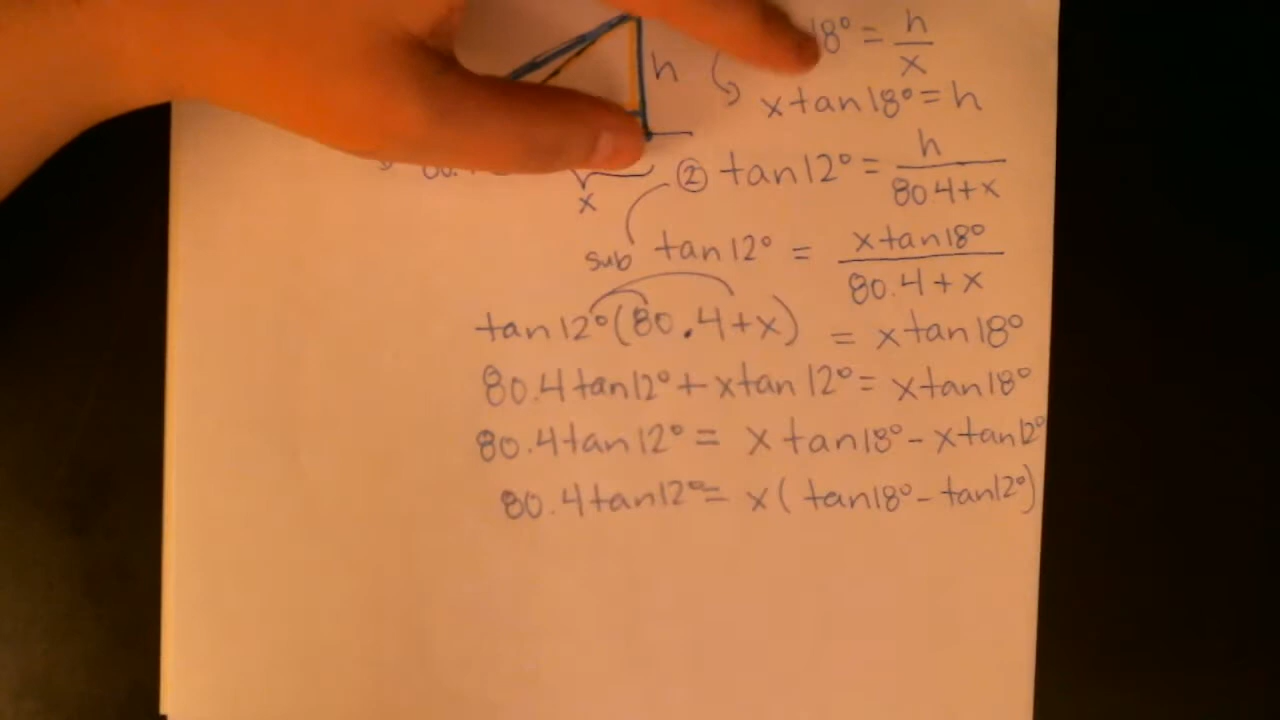 18° = h/x
h
x tan 18° = h
② tan 12° = h/(80.4+x)
x
sub tan 12° = x tan 18°/(80.4+x)
tan 12° (80.4+x) = x tan 18°
80.4 tan 12° + x tan 12° = x tan 18°
80.4 tan 12° = x tan 18° - x tan 12°
80.4 tan 12° = x (tan 18° - tan 12°)